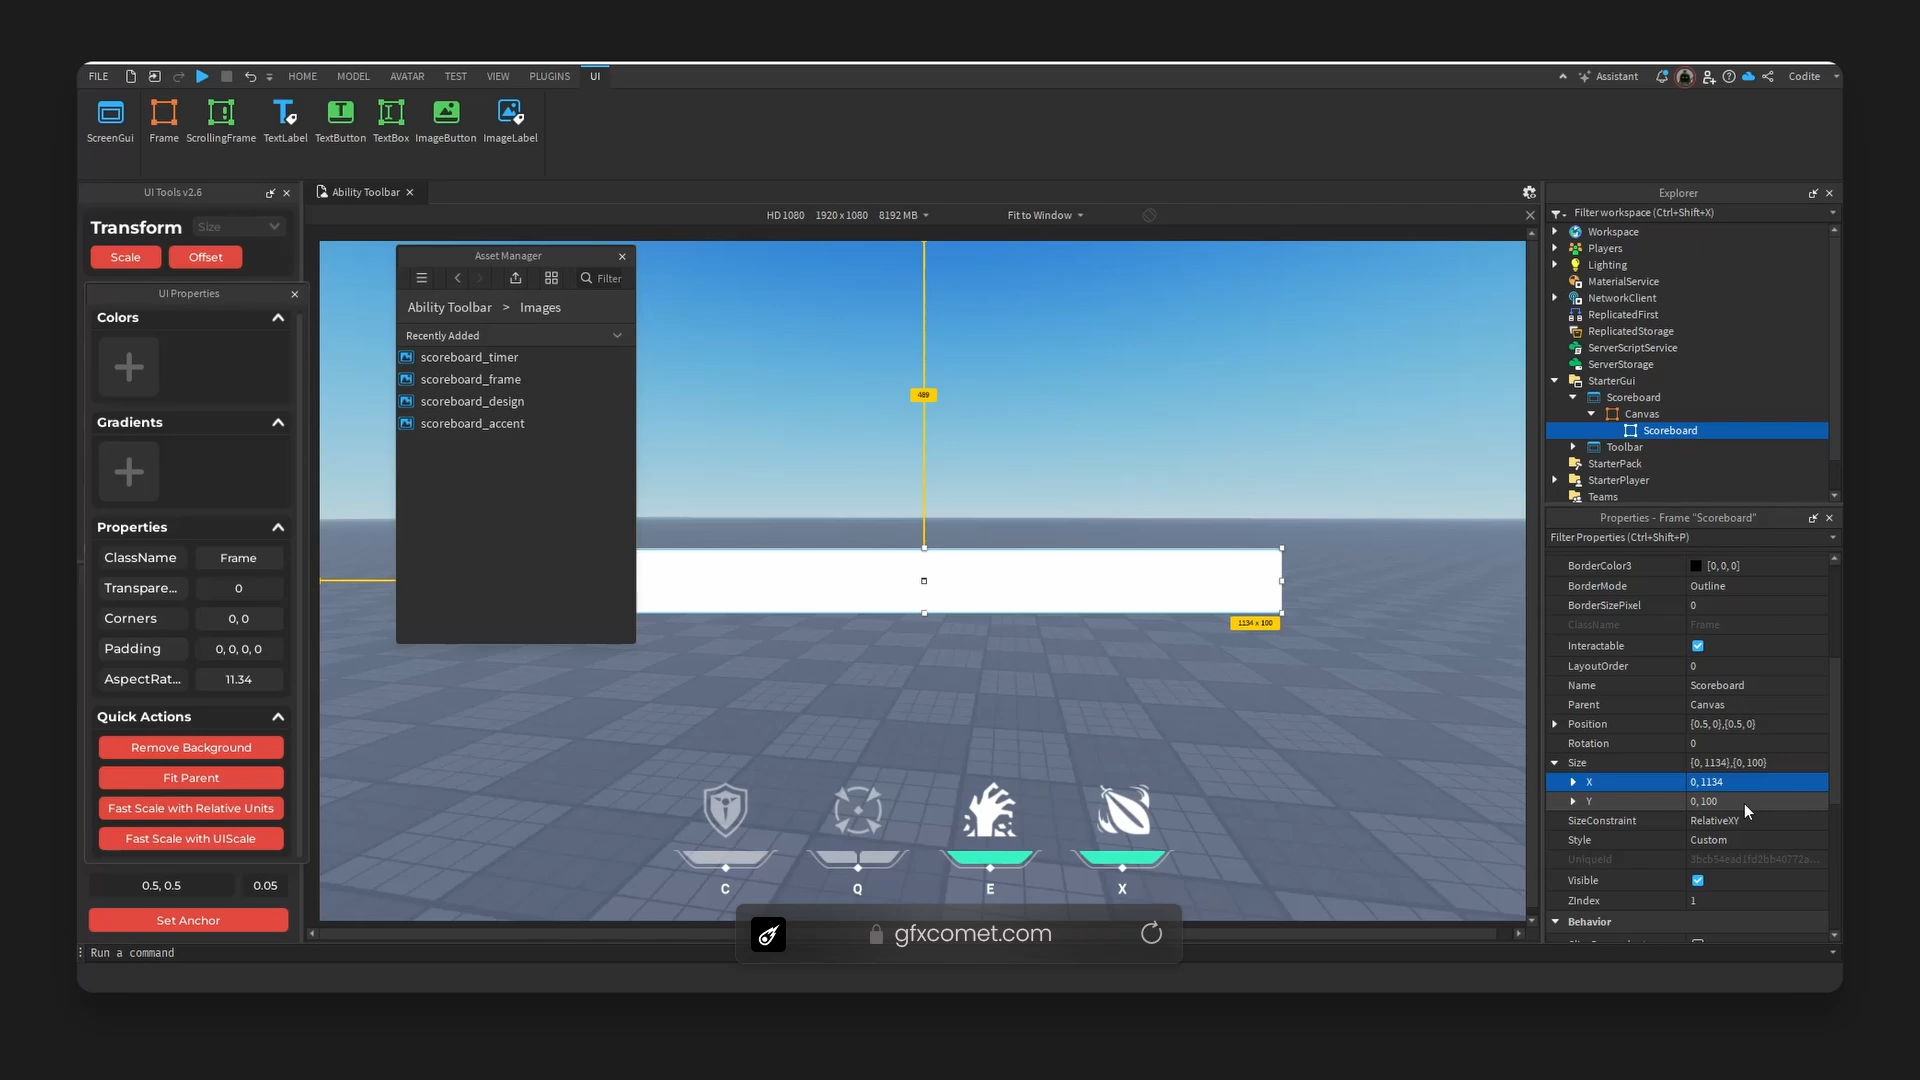 FILE HOME MODEL AVATAR TEST VIEW PLUGINS UI Assistant Codite
ScreenGui Frame ScrollingFrame TextLabel TextButton TextBox ImageButton ImageLabel
UI Tools v2.6
Transform Size
Scale Offset
UI Properties
Colors
Gradients
Properties
ClassName Frame
Transpare... 0
Corners 0, 0
Padding 0, 0, 0, 0
AspectRat... 11.34
Quick Actions
Remove Background
Fit Parent
Fast Scale with Relative Units
Fast Scale with UIScale
0.5, 0.5 0.05
Set Anchor
Run a command
Ability Toolbar
HD 1080 1920 x 1080 8192 MB Fit to Window
Asset Manager
Filter
Ability Toolbar > Images
Recently Added
scoreboard_timer
scoreboard_frame
scoreboard_design
scoreboard_accent
489
1134 x 100
C Q E X
gfxcomet.com
Explorer
Filter workspace (Ctrl+Shift+X)
Workspace
Players
Lighting
MaterialService
NetworkClient
ReplicatedFirst
ReplicatedStorage
ServerScriptService
ServerStorage
StarterGui
Scoreboard
Canvas
Scoreboard
Toolbar
StarterPack
StarterPlayer
Teams
Properties - Frame "Scoreboard"
Filter Properties (Ctrl+Shift+P)
BorderColor3 [0, 0, 0]
BorderMode Outline
BorderSizePixel 0
ClassName Frame
Interactable
LayoutOrder 0
Name Scoreboard
Parent Canvas
Position {0.5, 0},{0.5, 0}
Rotation 0
Size {0, 1134},{0, 100}
X 0, 1134
Y 0, 100
SizeConstraint RelativeXY
Style Custom
UniqueId 3bcb54ead1fd2bb40772a...
Visible
ZIndex 1
Behavior